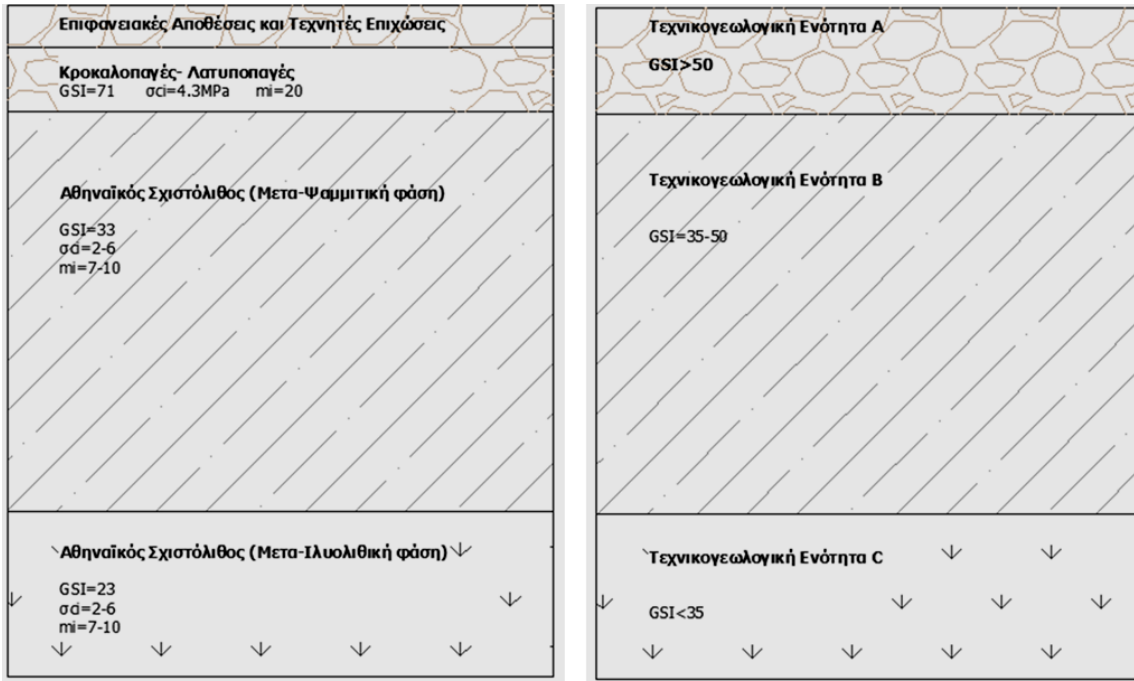 Επιφανειακές Αποθέσεις και Τεχνητές Επιχώσεις
Κροκαλοπαγές- Λατυποπαγές
GSI=71 σci=4.3MPa mi=20
Αθηναϊκός Σχιστόλιθος (Μετα-Ψαμμιτική φάση)
GSI=33
σci=2-6
mi=7-10
Αθηναϊκός Σχιστόλιθος (Μετα-Ιλυολιθική φάση)
GSI=23
σci=2-6
mi=7-10
Τεχνικογεωλογική Ενότητα Α
GSI>50
Τεχνικογεωλογική Ενότητα Β
GSI=35-50
Τεχνικογεωλογική Ενότητα C
GSI<35